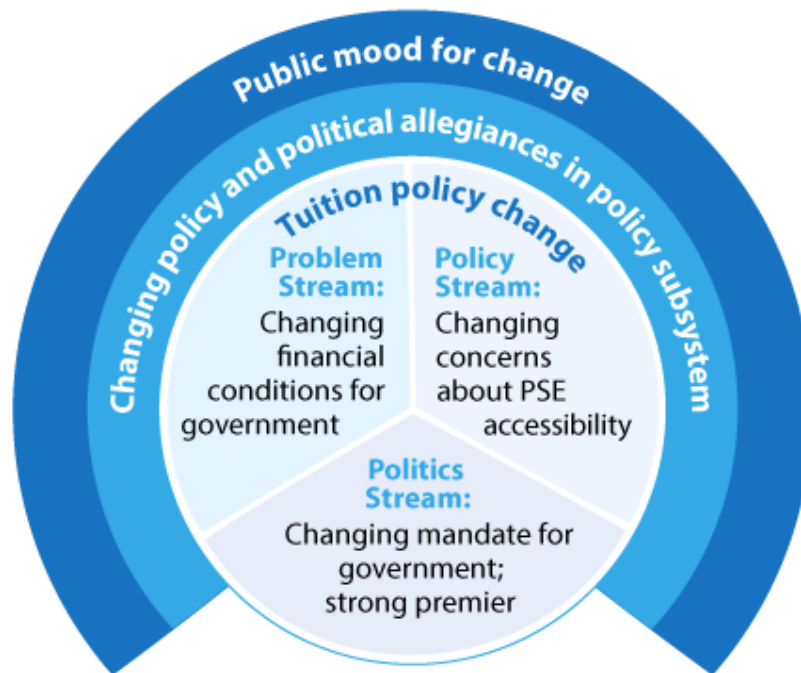 Public mood for change
Changing policy and political allegiances in policy subsystem
Tuition policy change
Problem
Stream:
Changing
financial
conditions for
government
Policy
Stream:
Changing
concerns
about PSE
accessibility
Politics
Stream:
Changing mandate for
government;
strong premier